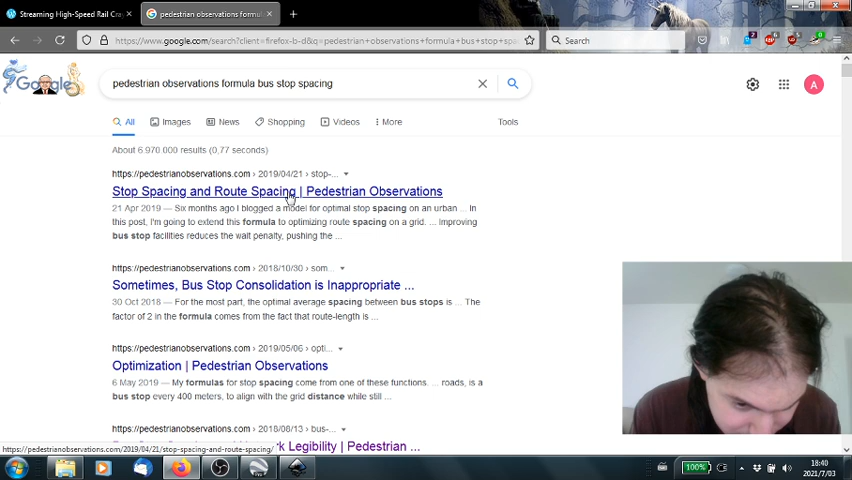 Streaming High-Speed Rail Cra
pedestrian observations formul
https://www.google.com/search?client=firefox-b-d&q=pedestrian+observations+formula+bus+stop+sp
Search
Google
pedestrian observations formula bus stop spacing
All Images News Shopping Video­s More Tools
About 6.970.000 results (0,77 seconds)
https://pedestrianobservations.com › 2019/04/21 › stop-...
Stop Spacing and Route Spacing | Pedestrian Observations
21 Apr 2019 — Six months ago I blogged a model for optimal stop spacing on an urban ... In
this post, I'm going to extend this formula to optimizing route spacing on a grid. ... Improving
bus stop facilities reduces the wait penalty, pushing the ...
https://pedestrianobservations.com › 2018/10/30 › som...
Sometimes, Bus Stop Consolidation is Inappropriate ...
30 Oct 2018 — For the most part, the optimal average spacing between bus stops is ... The
factor of 2 in the formula comes from the fact that route-length is ...
https://pedestrianobservations.com › 2019/05/06 › opti...
Optimization | Pedestrian Observations
6 May 2019 — My formulas for stop spacing come from one of these functions. ... roads, is a
bus stop every 400 meters, to align with the grid distance while still ...
https://pedestrianobservations.com › 2018/08/13 › bus-...
rk Legibility | Pedestrian ...
https://pedestrianobservations.com/2019/04/21/stop-spacing-and-route-spacing/
A
100%
18:40
2021/7/03